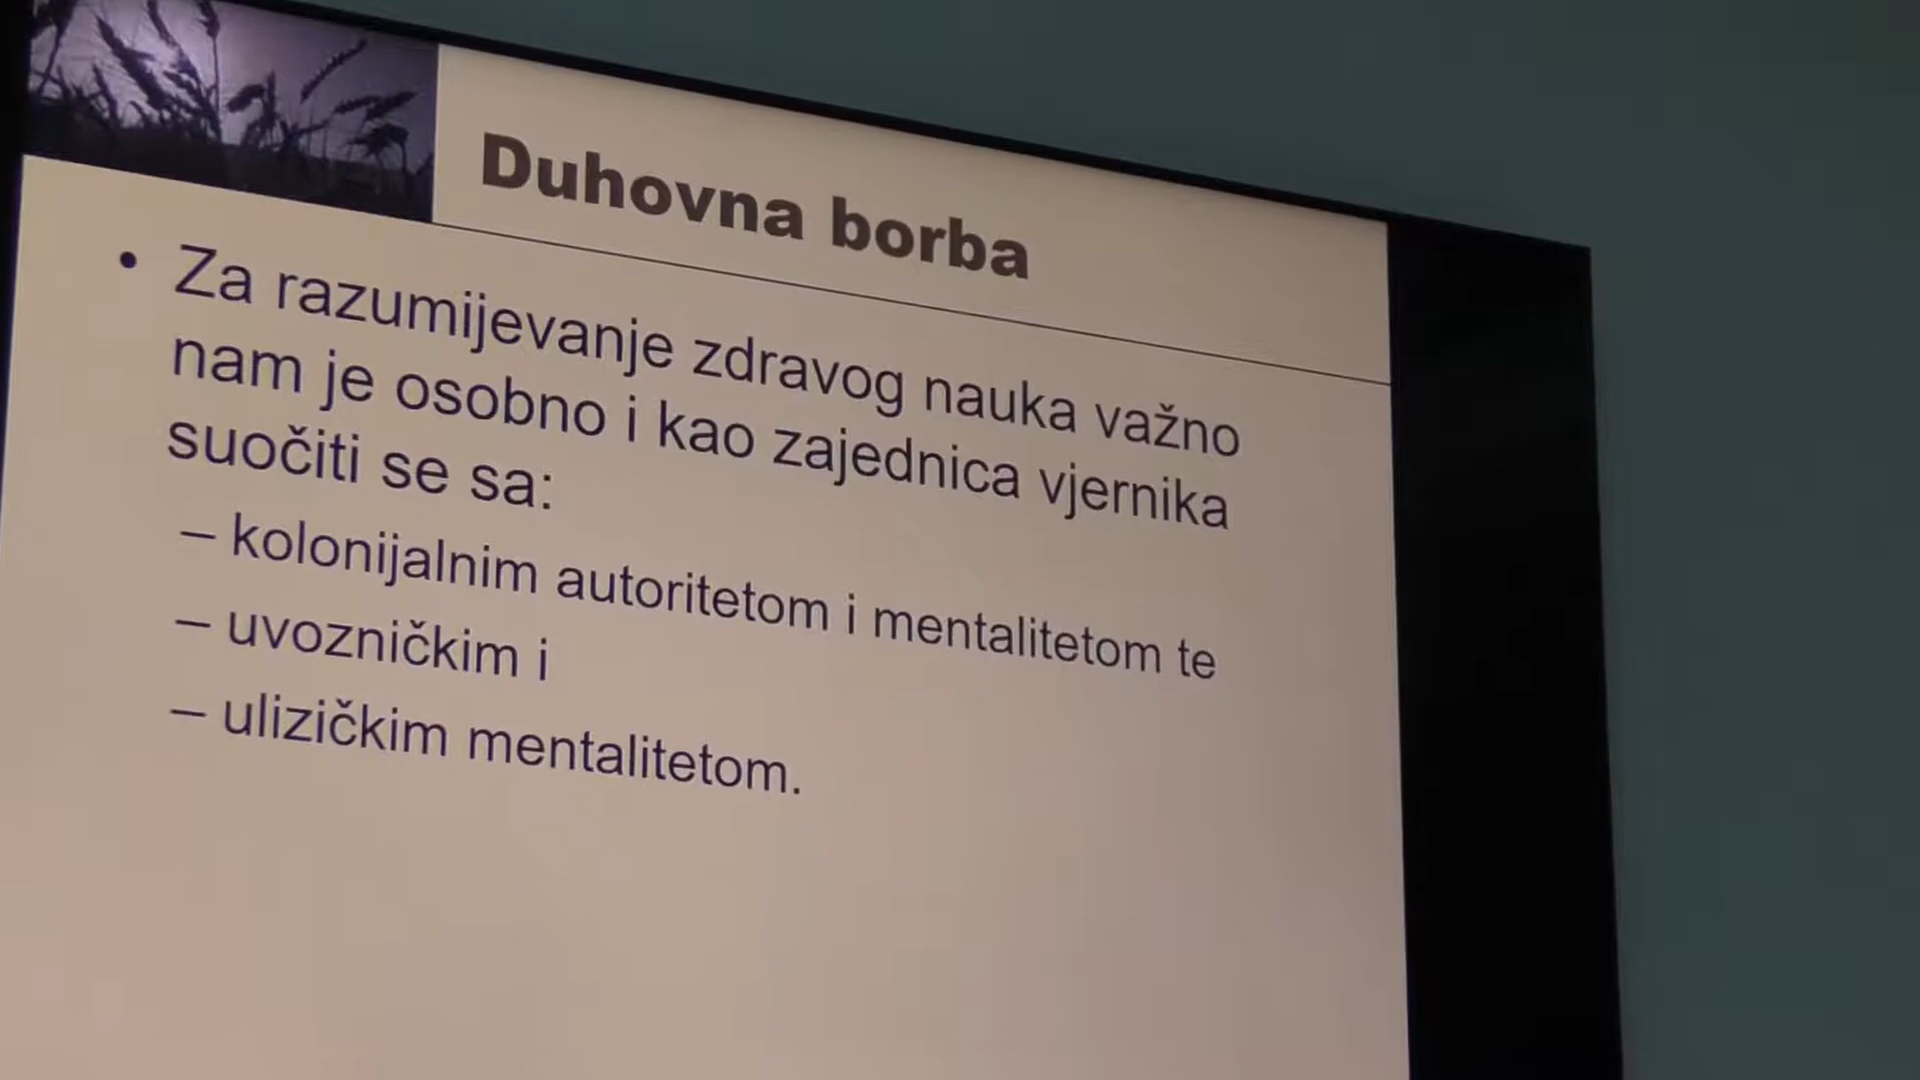 Duhovna borba
• Za razumijevanje zdravog nauka važno
nam je osobno i kao zajednica vjernika
suočiti se sa:
– kolonijalnim autoritetom i mentalitetom te
– uvozničkim i
– ulizičkim mentalitetom.